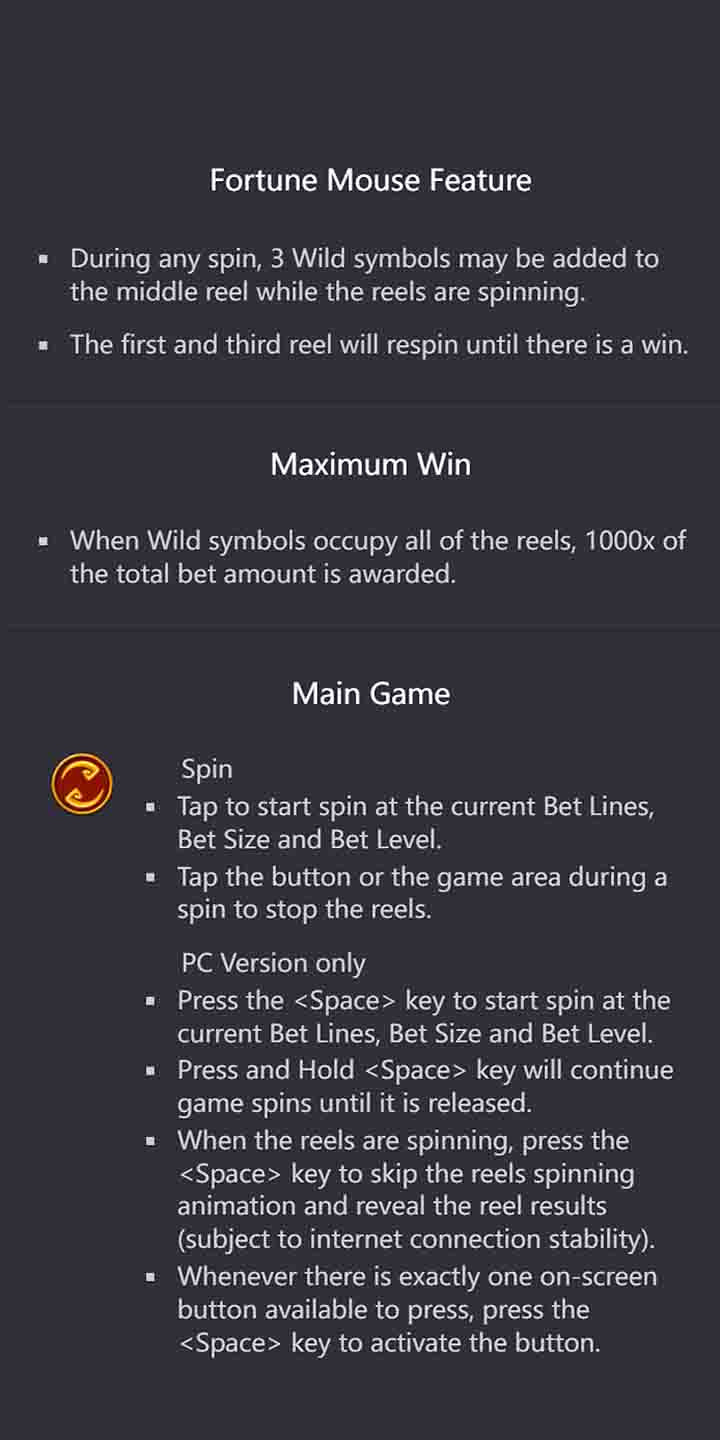 Fortune Mouse Feature
▪ During any spin, 3 Wild symbols may be added to
the middle reel while the reels are spinning.
▪ The first and third reel will respin until there is a win.
Maximum Win
▪ When Wild symbols occupy all of the reels, 1000x of
the total bet amount is awarded.
Main Game
Spin
▪ Tap to start spin at the current Bet Lines,
Bet Size and Bet Level.
▪ Tap the button or the game area during a
spin to stop the reels.
PC Version only
▪ Press the <Space> key to start spin at the
current Bet Lines, Bet Size and Bet Level.
▪ Press and Hold <Space> key will continue
game spins until it is released.
▪ When the reels are spinning, press the
<Space> key to skip the reels spinning
animation and reveal the reel results
(subject to internet connection stability).
▪ Whenever there is exactly one on-screen
button available to press, press the
<Space> key to activate the button.